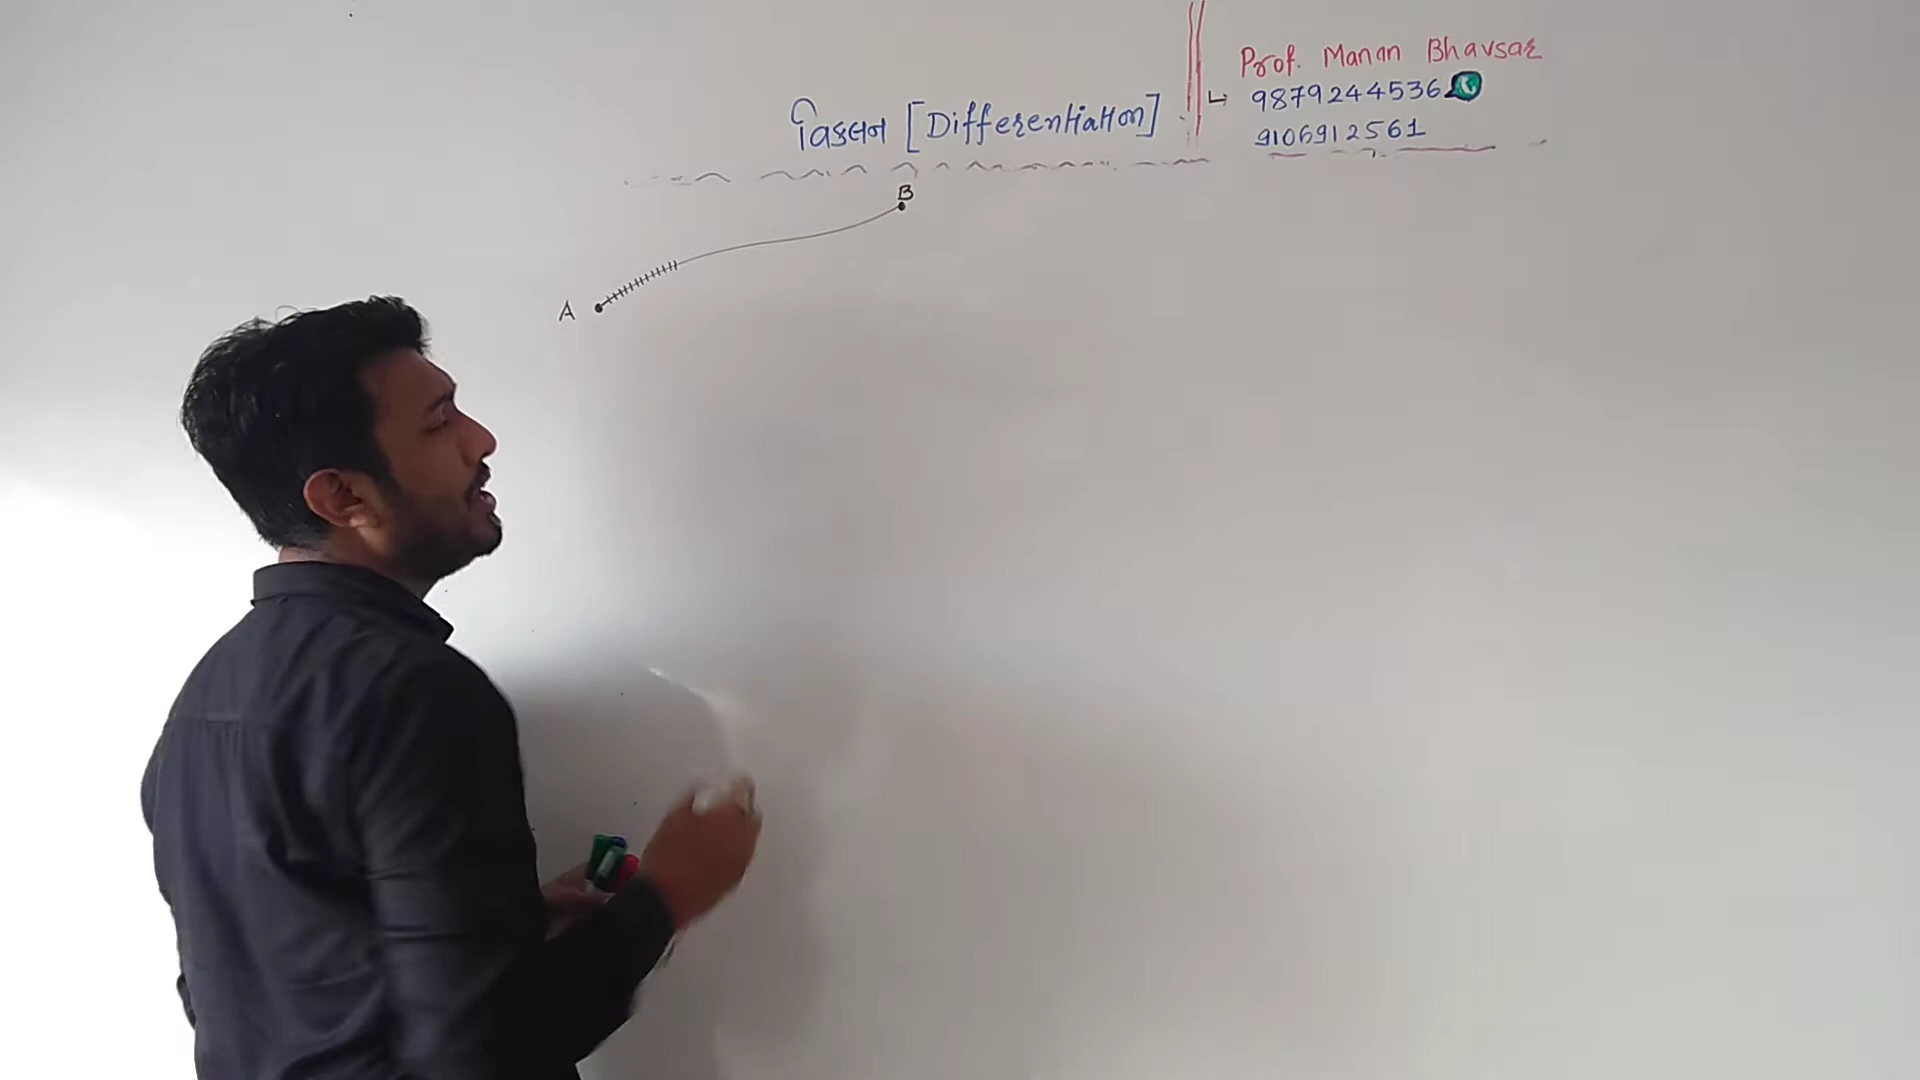 Prof. Manan Bhavsar
9879244536
9106912561
વિકલન [Differentiation]
B
A